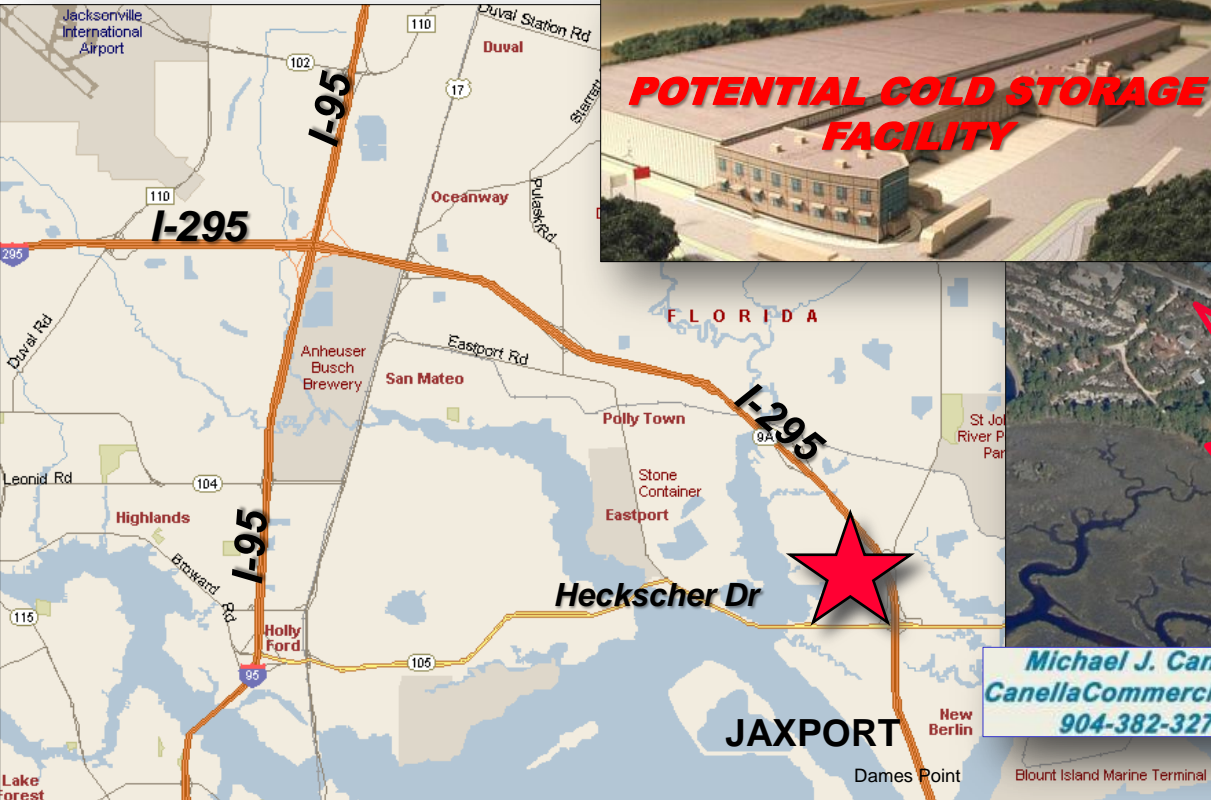 Jacksonville
International
Airport
110
Duval Station Rd
Duval
102
I-95
17
POTENTIAL COLD STORAGE
FACILITY
110
I-295
Oceanway
Pulaski Rd
295
FLORIDA
Duval Rd
Anheuser
Busch
Brewery
Eastport Rd
San Mateo
I-295
9A
Polly Town
St Jo
River P
Par
Stone
Container
Eastport
Leonid Rd
104
Highlands
I-95
Broward Rd
Heckscher Dr
115
Holly
Ford
105
95
Michael J. Can
CanellaCommerc
904-382-327
New
Berlin
JAXPORT
Dames Point
Blount Island Marine Terminal
Lake
Forest